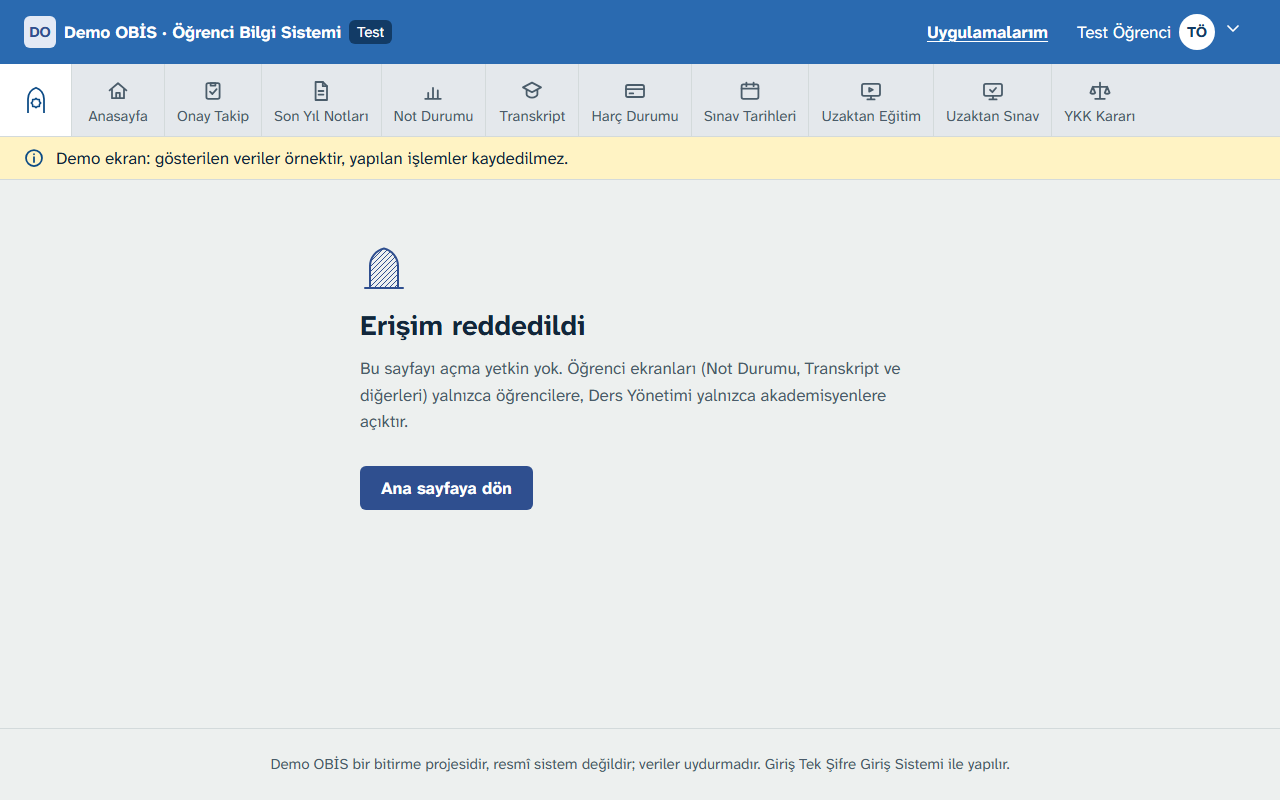 DO Demo OBİS · Öğrenci Bilgi Sistemi Test Uygulamalarım Test Öğrenci TÖ
Anasayfa Onay Takip Son Yıl Notları Not Durumu Transkript Harç Durumu Sınav Tarihleri Uzaktan Eğitim Uzaktan Sınav YKK Kararı
Demo ekran: gösterilen veriler örnektir, yapılan işlemler kaydedilmez.
Erişim reddedildi
Bu sayfayı açma yetkin yok. Öğrenci ekranları (Not Durumu, Transkript ve
diğerleri) yalnızca öğrencilere, Ders Yönetimi yalnızca akademisyenlere
açıktır.
Ana sayfaya dön
Demo OBİS bir bitirme projesidir, resmî sistem değildir; veriler uydurmadır. Giriş Tek Şifre Giriş Sistemi ile yapılır.